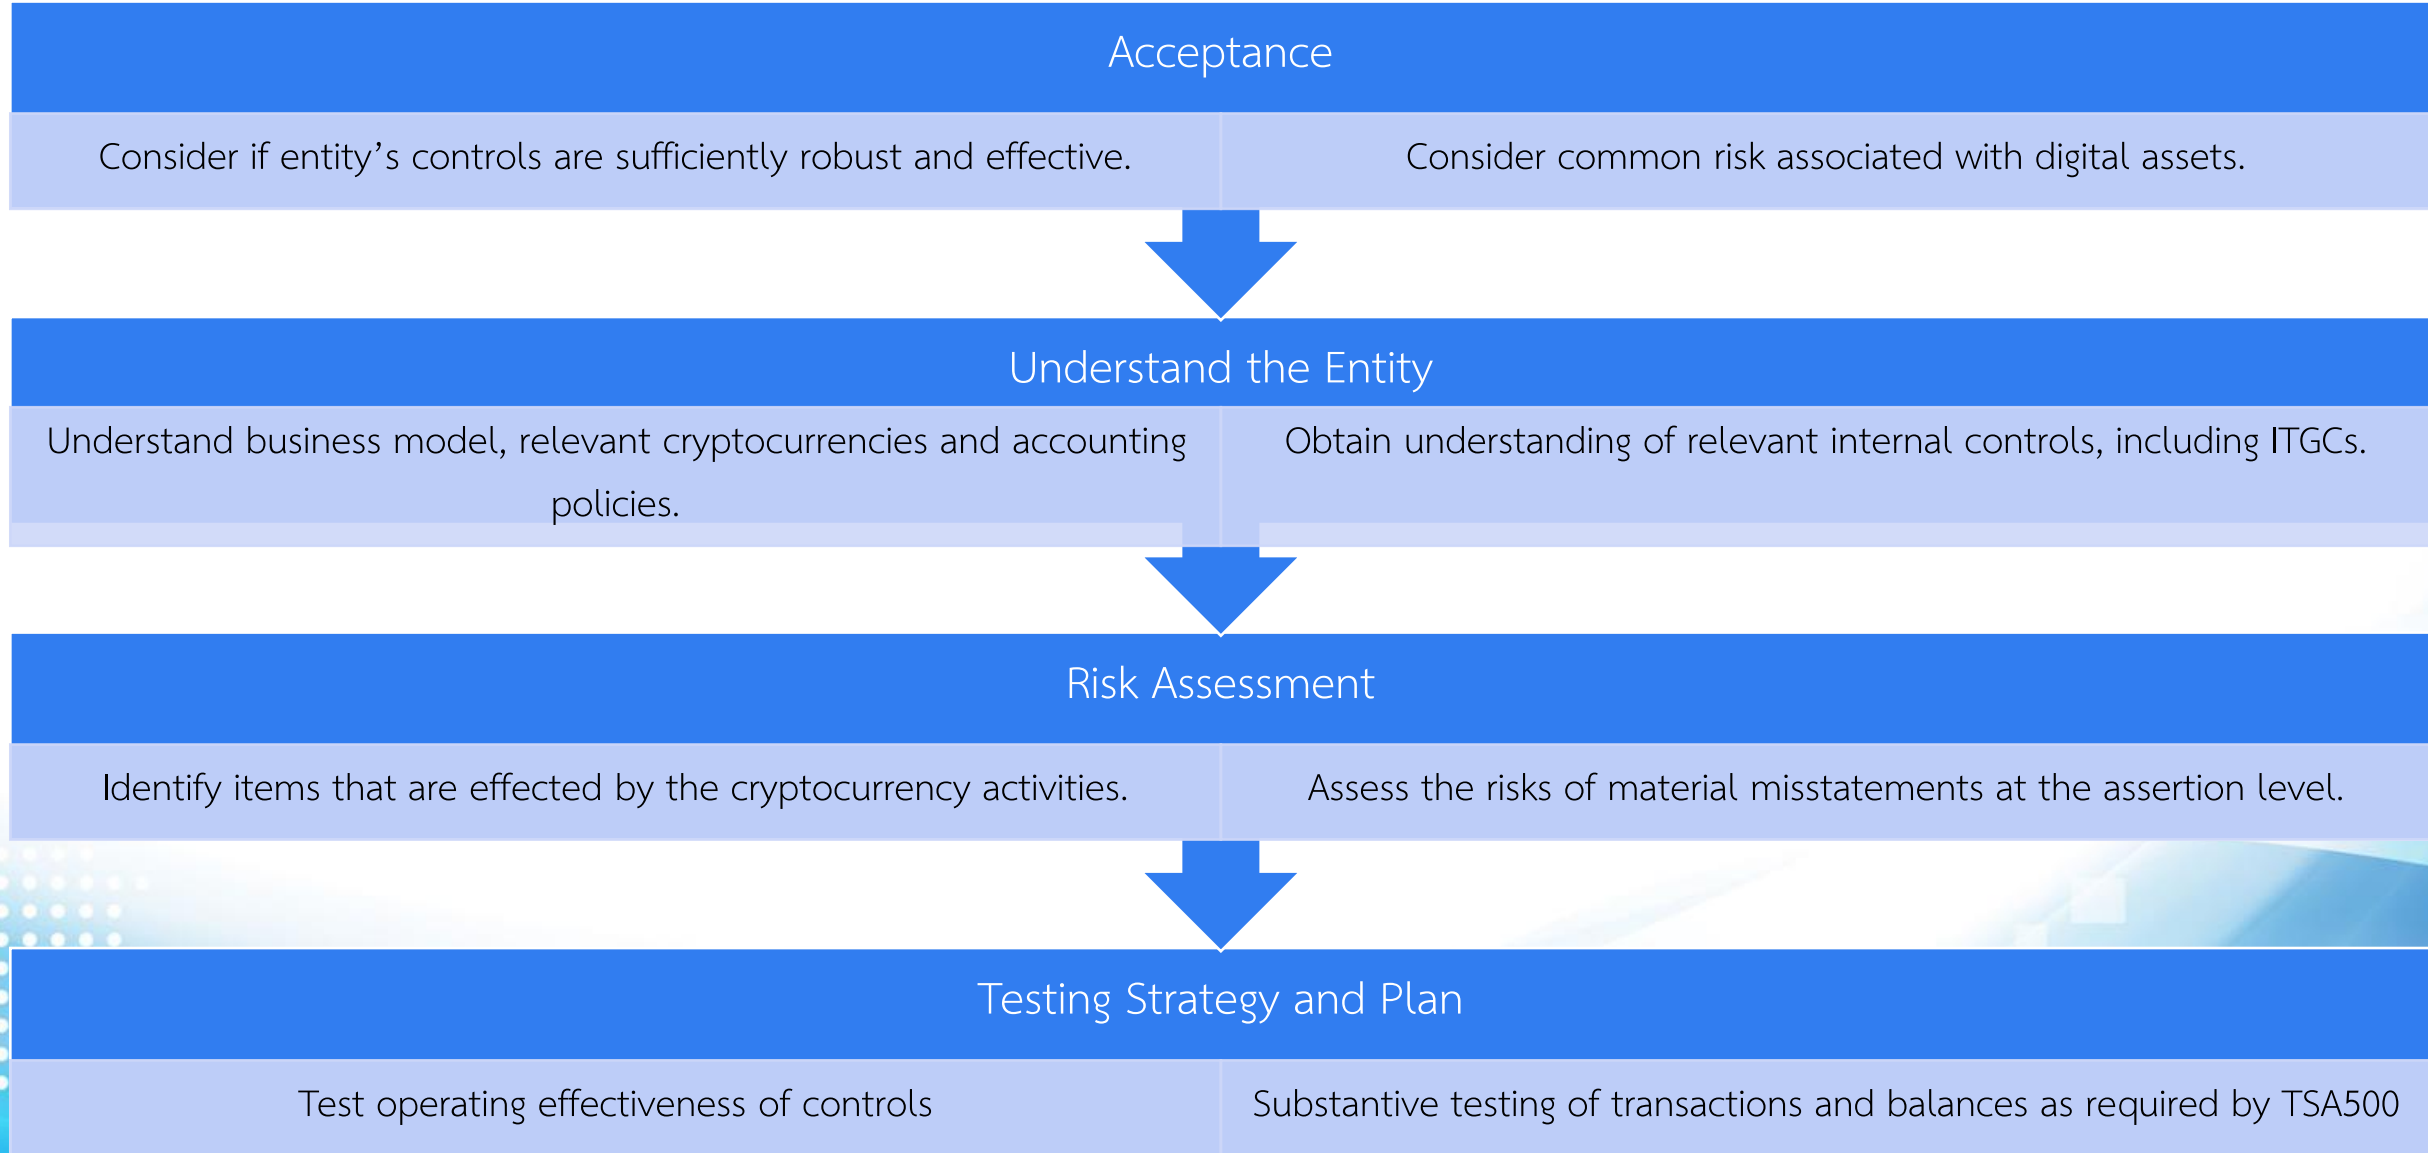 Acceptance
Consider if entity’s controls are sufficiently robust and effective.
Consider common risk associated with digital assets.
Understand the Entity
Understand business model, relevant cryptocurrencies and accounting
policies.
Obtain understanding of relevant internal controls, including ITGCs.
Risk Assessment
Identify items that are effected by the cryptocurrency activities.
Assess the risks of material misstatements at the assertion level.
Testing Strategy and Plan
Test operating effectiveness of controls
Substantive testing of transactions and balances as required by TSA500